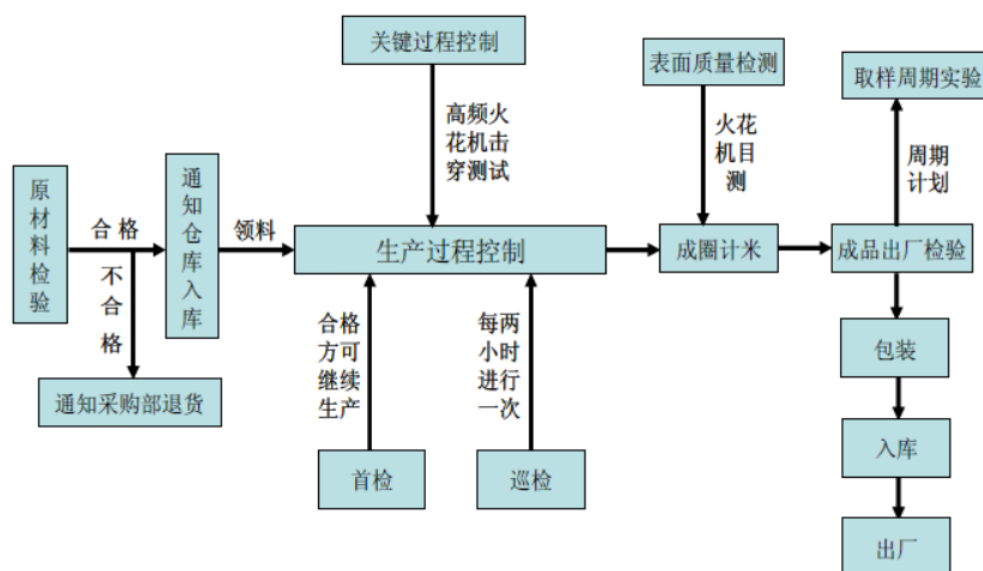 关键过程控制
表面质量检测
取样周期实验
高频火
花机击
穿测试
火花
机目
测
周期
计划
原材料检验
合格
不合格
通知仓库入库
领料
生产过程控制
成圈计米
成品出厂检验
通知采购部退货
合格
方可
继续
生产
每两
小时
进行
一次
首检
巡检
包装
入库
出厂